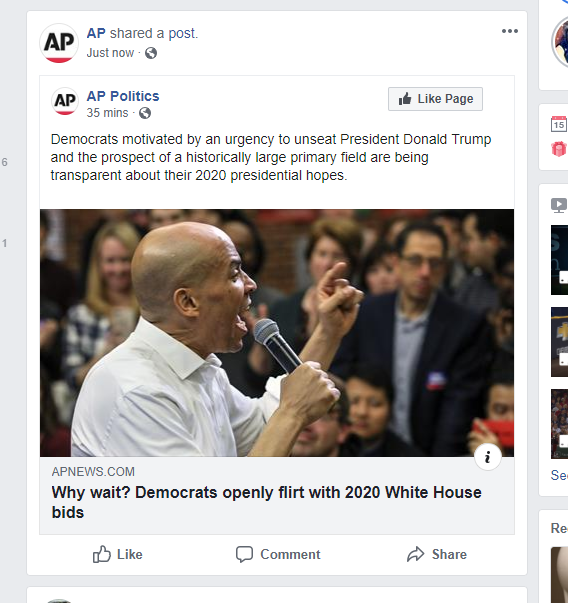 AP
AP shared a post.
Just now ·
AP
AP Politics
35 mins ·
Like Page
Democrats motivated by an urgency to unseat President Donald Trump
and the prospect of a historically large primary field are being
transparent about their 2020 presidential hopes.
i
APNEWS.COM
Why wait? Democrats openly flirt with 2020 White House
bids
Like
Comment
Share
6
1
15
Se
Re